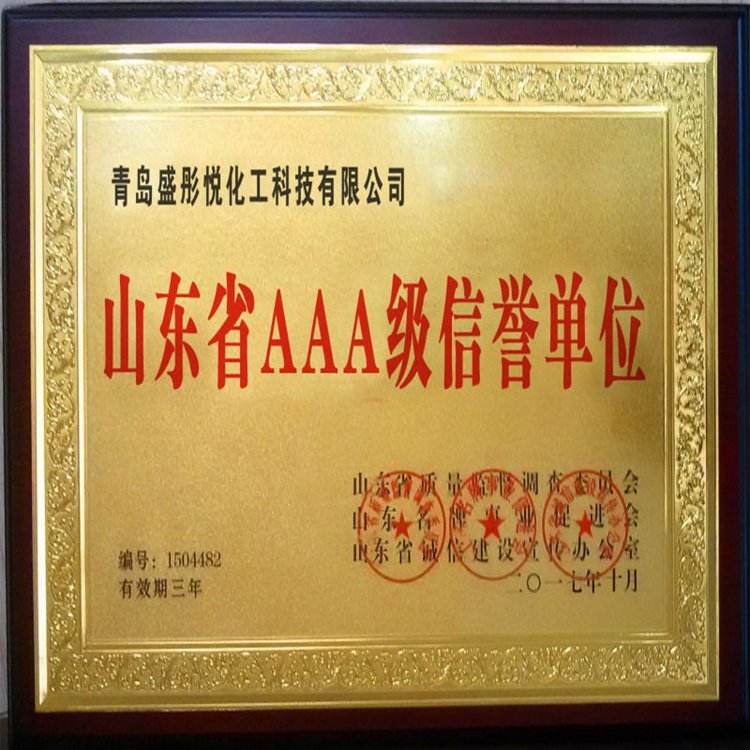 青岛盛彤悦化工科技有限公司
山东省AAA级信誉单位
山东省质量监督调查委员会
山东省名牌事业促进会
山东省诚信建设宣传办公室
编号:1504482
有效期三年
二〇一七年十月